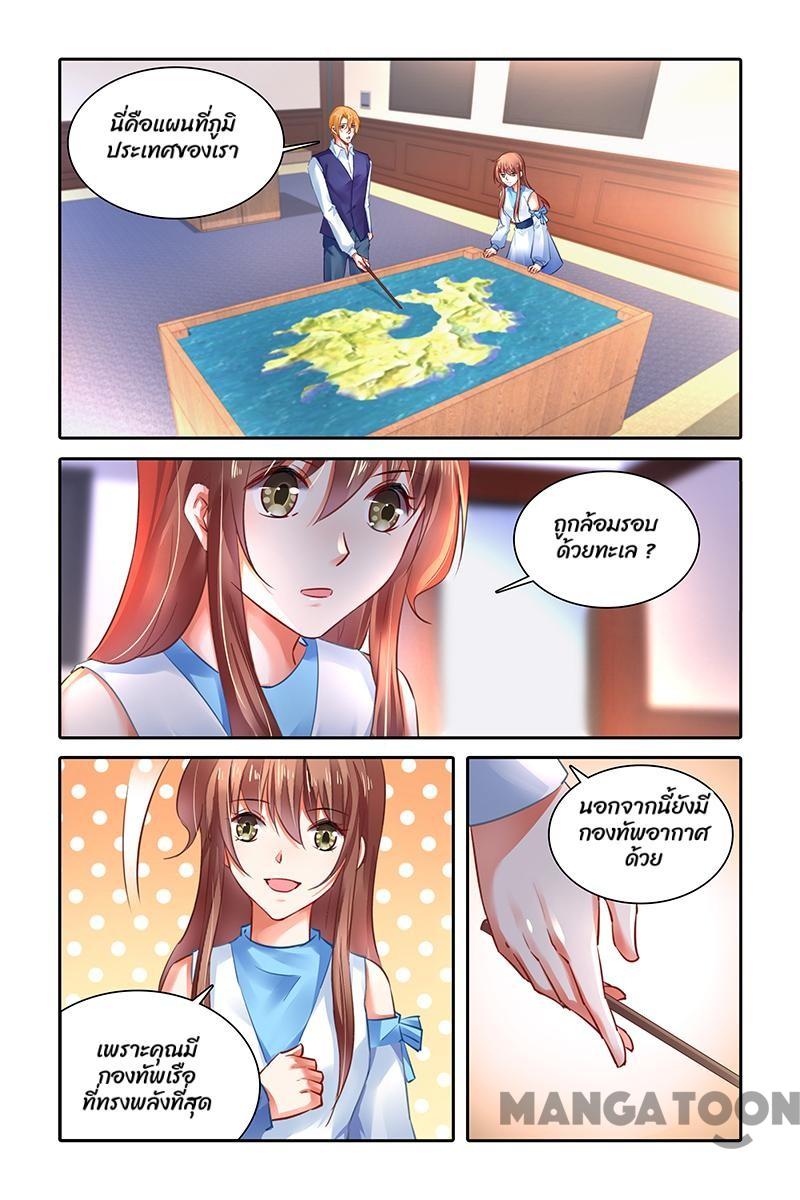 นี่คือแผนที่ภูมิ
ประเทศของเรา
ถูกล้อมรอบ
ด้วยทะเล ?
เพราะคุณมี
กองทัพเรือ
ที่ทรงพลังที่สุด
นอกจากนี้ยังมี
กองทัพอากาศ
ด้วย
MANGATOON